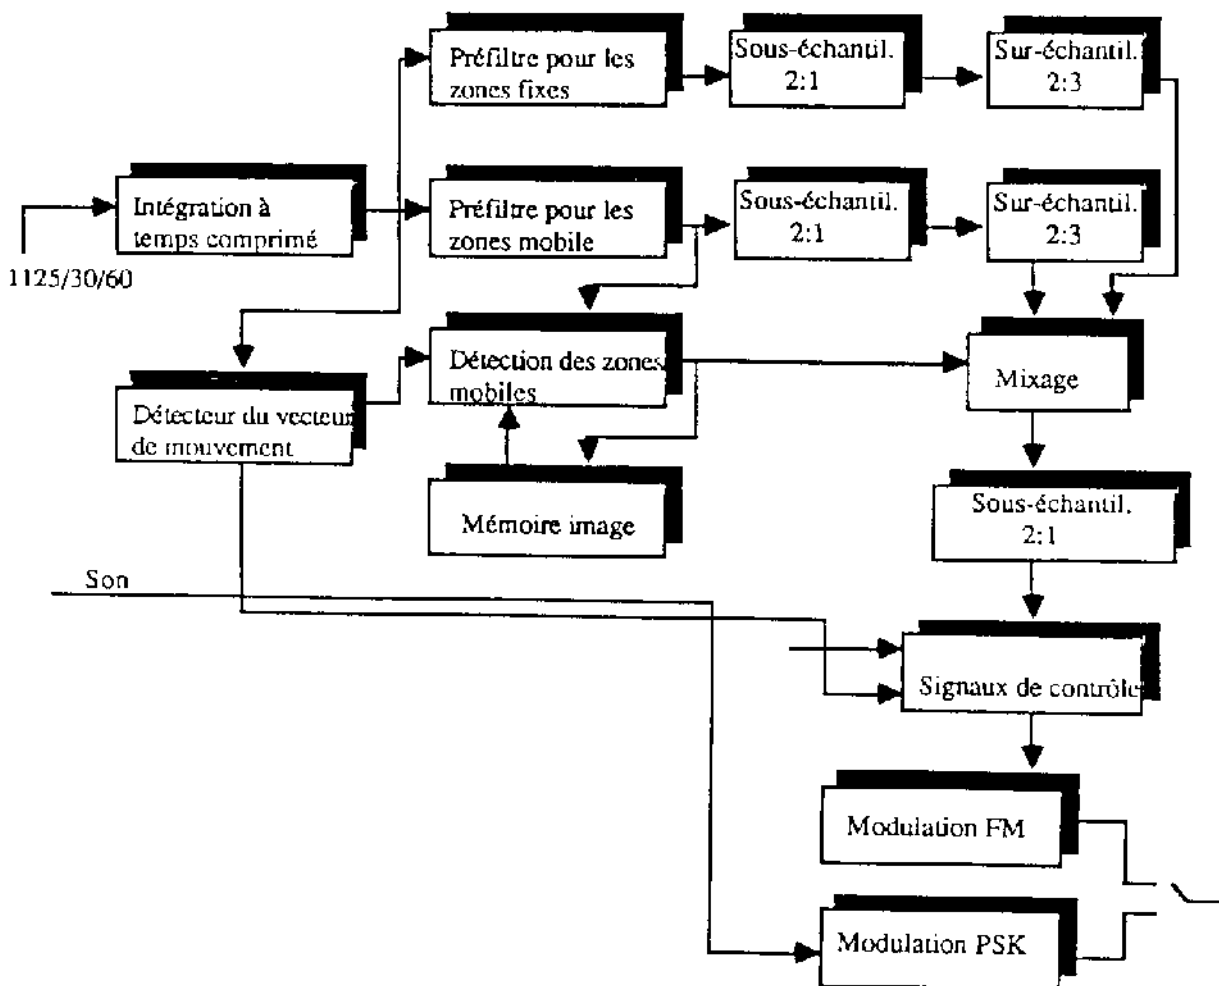 Préfiltre pour les
zones fixes
Sous-échantil.
2:1
Sur-échantil.
2:3
Intégration à
temps comprimé
Préfiltre pour les
zones mobile
Sous-échantil.
2:1
Sur-échantil.
2:3
1125/30/60
Détecteur du vecteur
de mouvement
Détection des zones
mobiles
Mixage
Mémoire image
Sous-échantil.
2:1
Son
Signaux de contrôle
Modulation FM
Modulation PSK